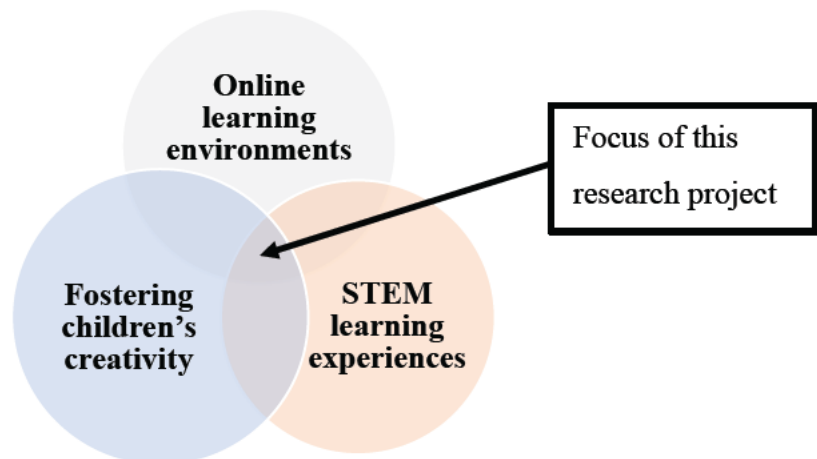 Online
learning
environments
Focus of this
research project
Fostering
children’s
creativity
STEM
learning
experiences